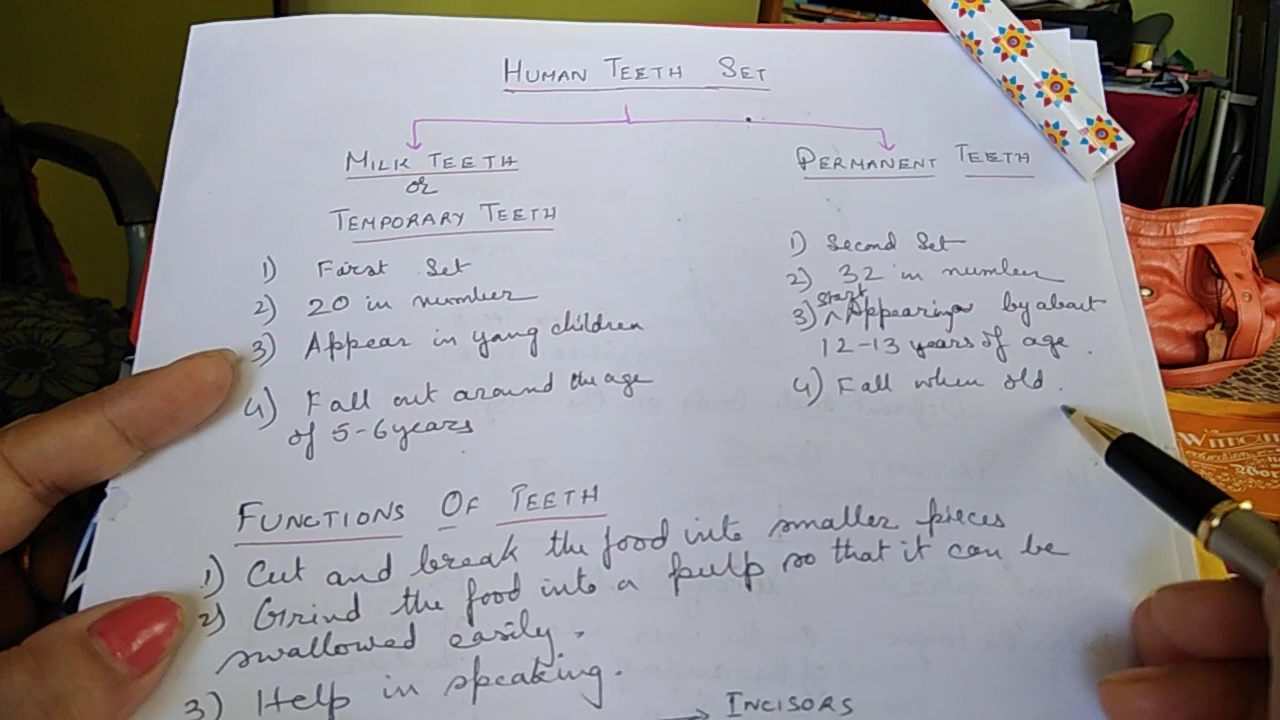 HUMAN TEETH SET
MILK TEETH
or
TEMPORARY TEETH
1) First Set
2) 20 in number
3) Appear in yong children
4) Fall out around the age
of 5-6 years
PERMANENT TEETH
1) Second Set
2) 32 in number
3) Start Appearing by about
12-13 years of age.
4) Fall when old.
FUNCTIONS OF TEETH
1) Cut and break the food into smaller pieces
2) Grind the food into a pulp so that it can be
swallowed easily.
3) Help in speaking.
→ INCISORS
WITHOUT